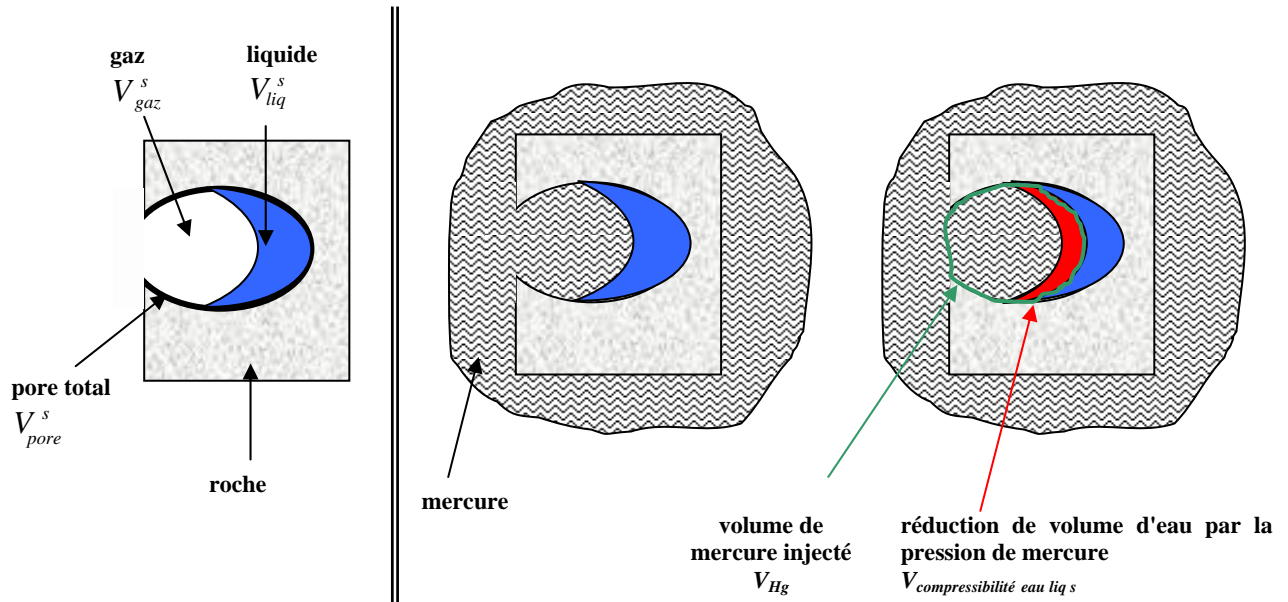 gaz
V^s_gaz
liquide
V^s_liq
pore total
V^s_pore
roche
mercure
volume de
mercure injecté
V_Hg
réduction de volume d'eau par la
pression de mercure
V_compressibilité eau liq s